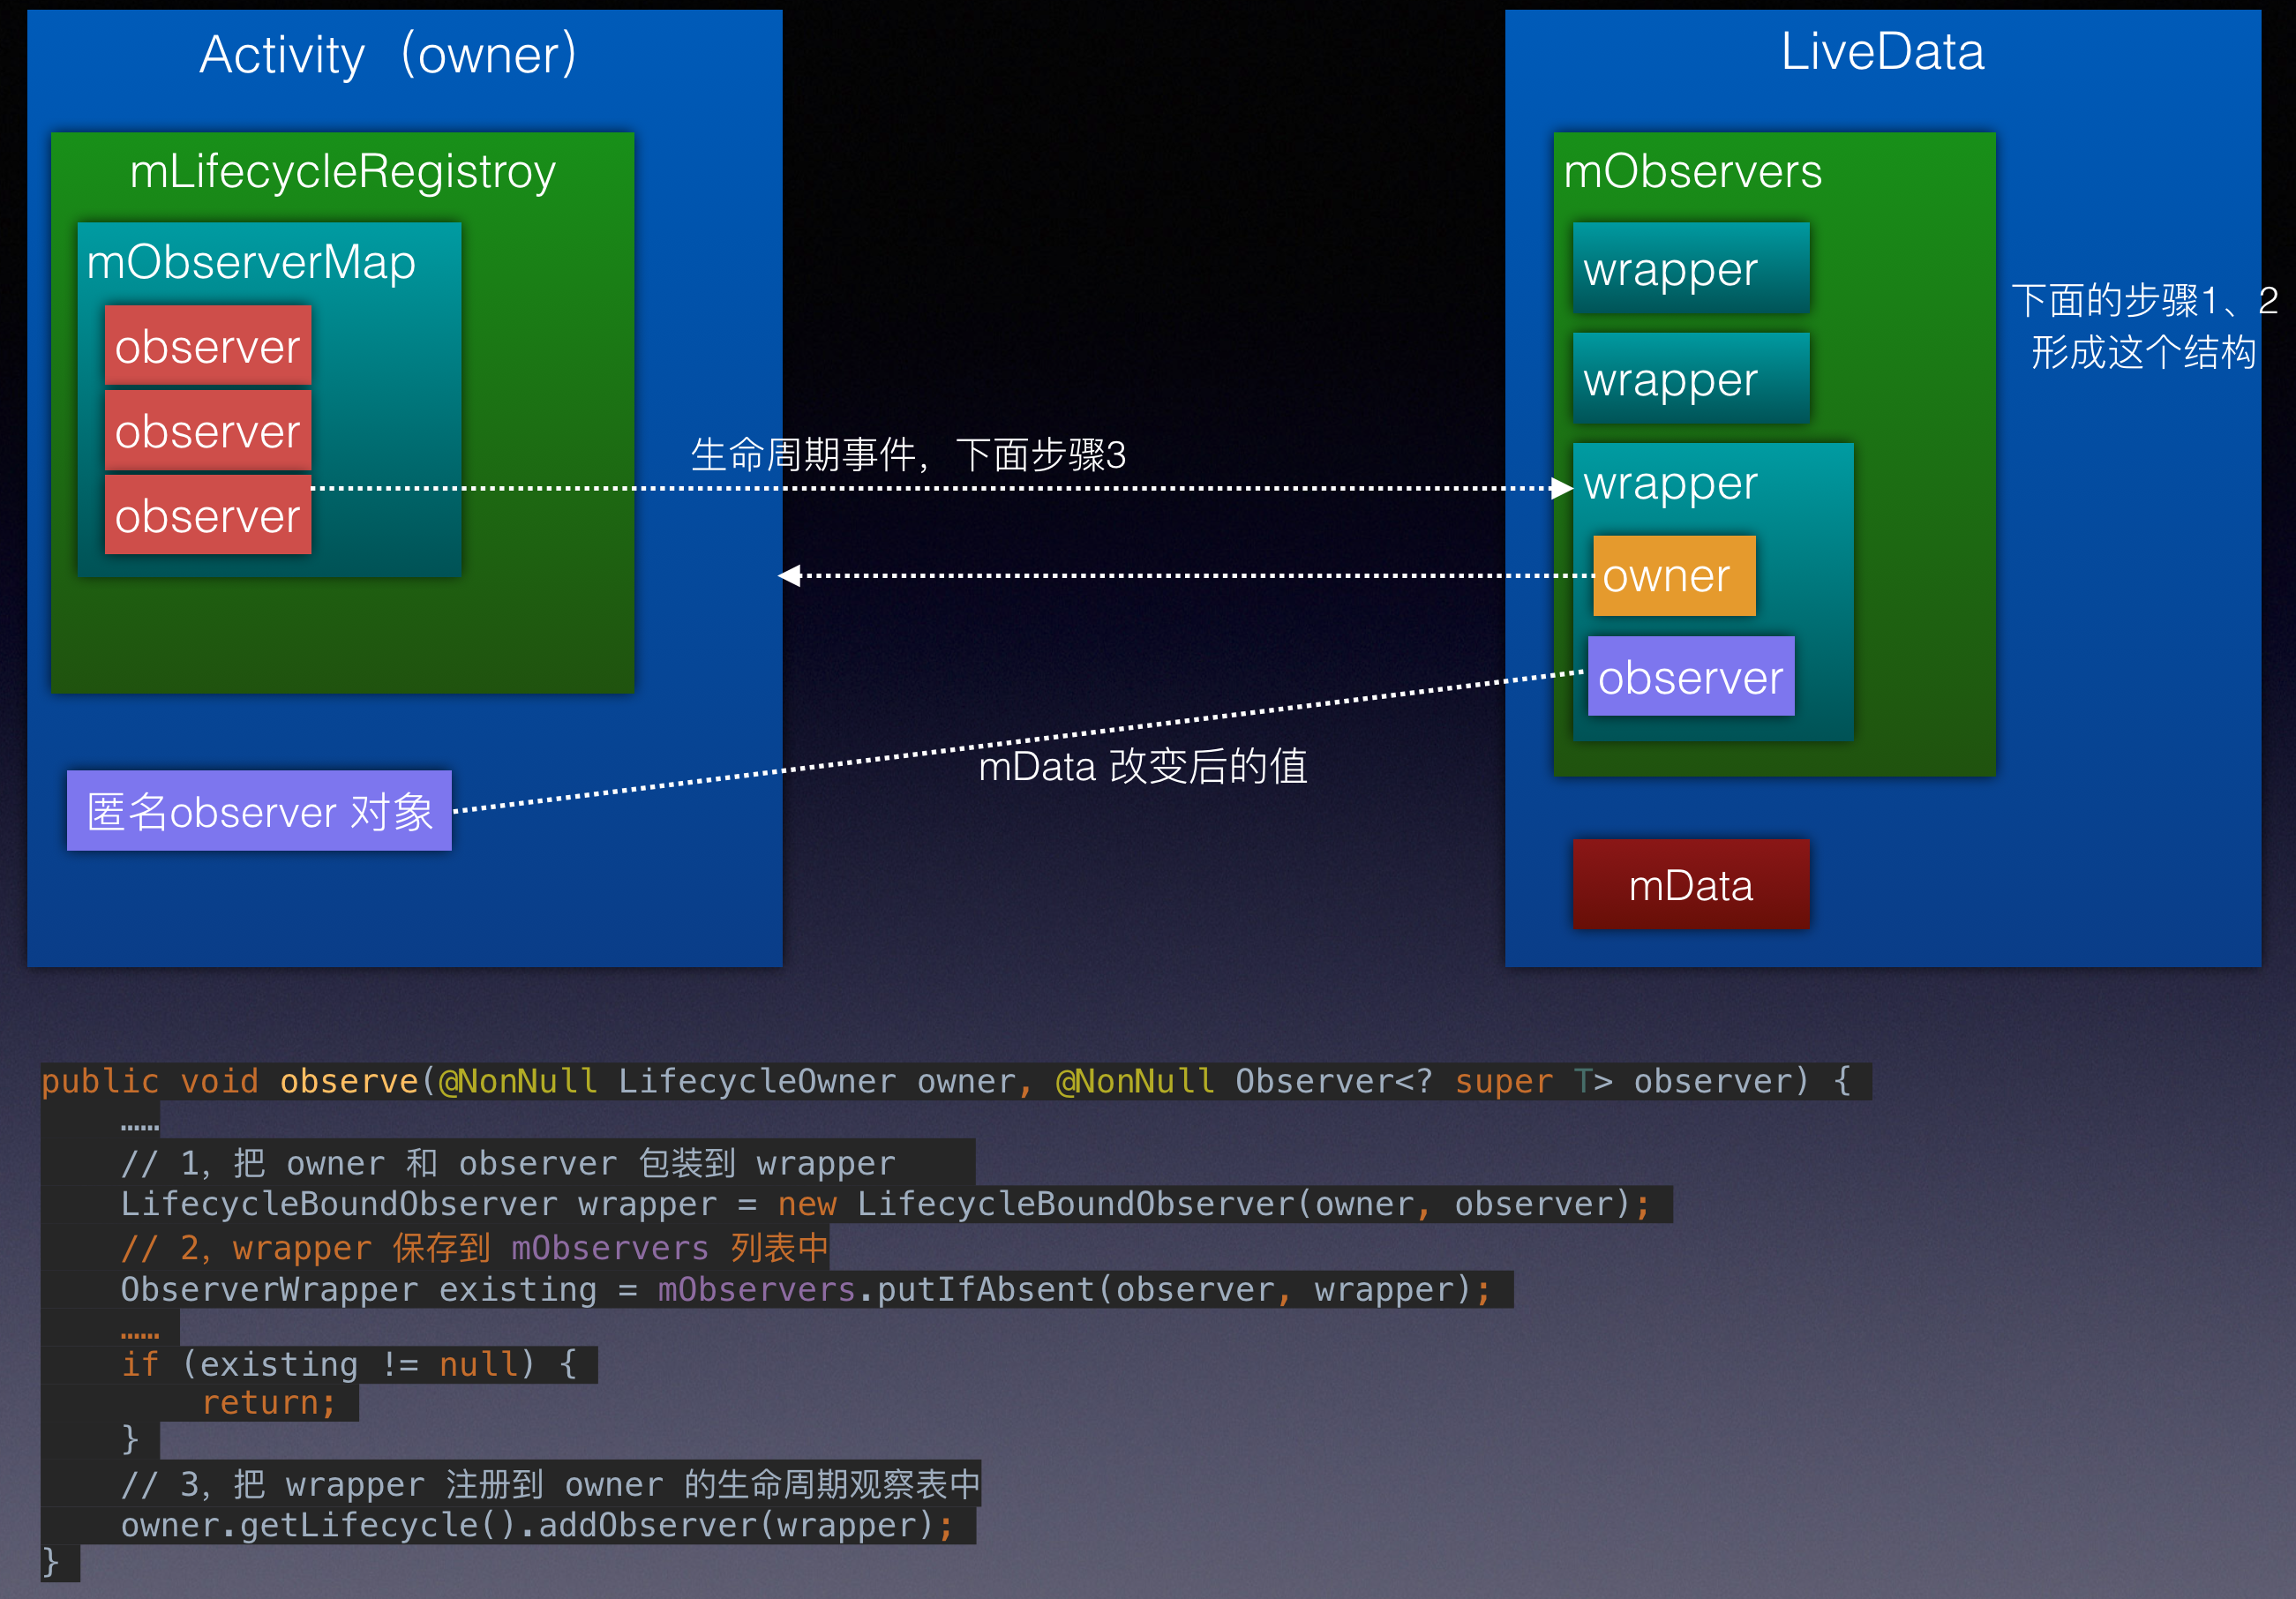 Activity（owner）
mLifecycleRegistroy
mObserverMap
observer
observer
observer
匿名observer 对象
生命周期事件，下面步骤3
mData 改变后的值
LiveData
mObservers
wrapper
wrapper
wrapper
owner
observer
mData
下面的步骤1、2
形成这个结构
public void observe(@NonNull LifecycleOwner owner, @NonNull Observer<? super T> observer) {
……
// 1，把 owner 和 observer 包装到 wrapper
LifecycleBoundObserver wrapper = new LifecycleBoundObserver(owner, observer);
// 2，wrapper 保存到 mObservers 列表中
ObserverWrapper existing = mObservers.putIfAbsent(observer, wrapper);
……
if (existing != null) {
return;
}
// 3，把 wrapper 注册到 owner 的生命周期观察表中
owner.getLifecycle().addObserver(wrapper);
}